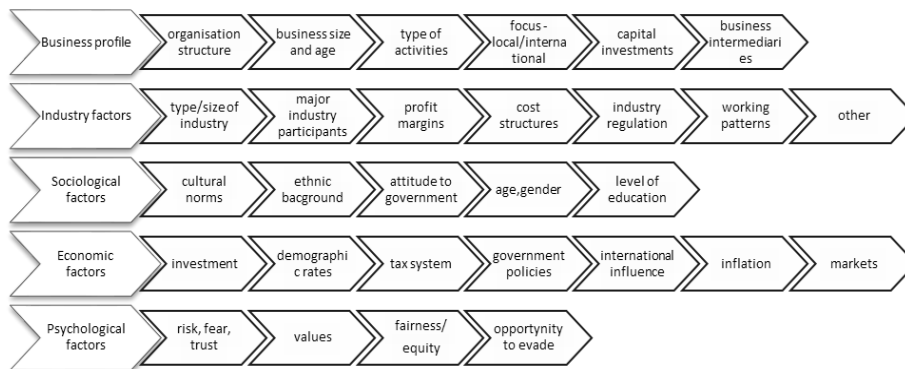 Business profile
organisation
structure
business size
and age
type of
activities
focus -
local/interna
tional
capital
investments
business
intermediari
es
Industry factors
type/size of
industry
major
industry
participants
profit
margins
cost
structures
industry
regulation
working
patterns
other
Sociological
factors
cultural
norms
ethnic
bacground
attitude to
government
age,gender
level of
education
Economic
factors
investment
demographi
c rates
tax system
government
policies
international
influence
inflation
markets
Psychological
factors
risk, fear,
trust
values
fairness/
equity
opportynity
to evade